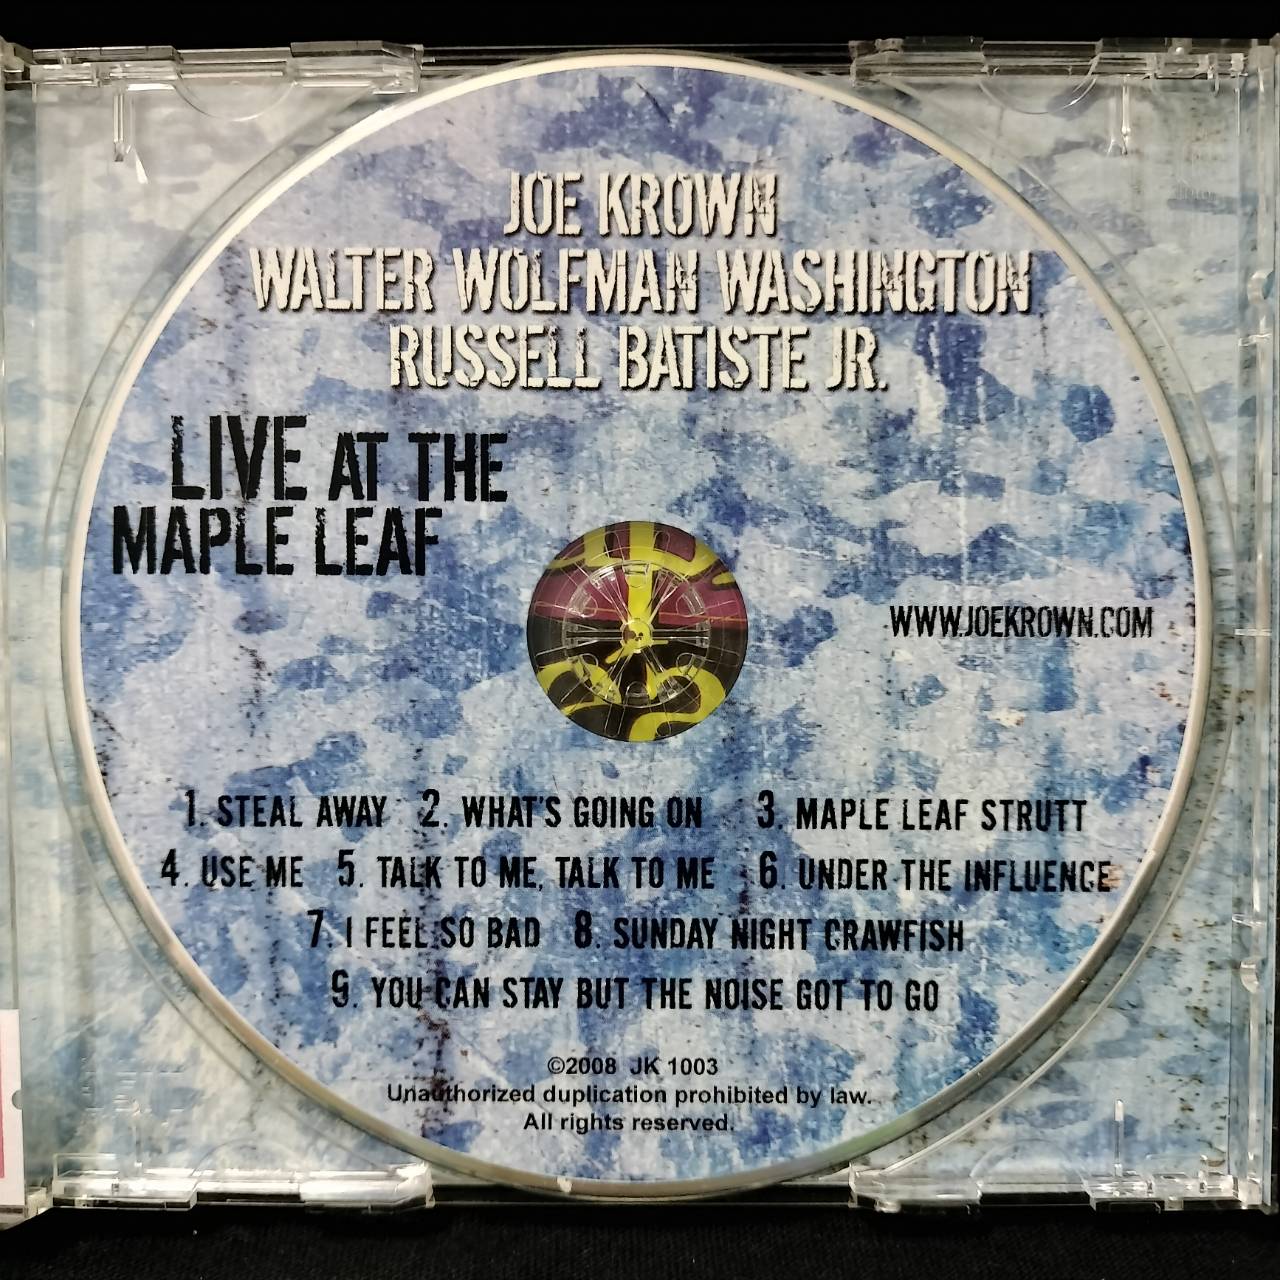 JOE KROWN
WALTER WOLFMAN WASHINGTON
RUSSELL BATISTE JR.
LIVE AT THE
MAPLE LEAF
WWW.JOEKROWN.COM
1. STEAL AWAY 2. WHAT'S GOING ON 3. MAPLE LEAF STRUTT
4. USE ME 5. TALK TO ME, TALK TO ME 6. UNDER THE INFLUENCE
7. I FEEL SO BAD 8. SUNDAY NIGHT CRAWFISH
9. YOU CAN STAY BUT THE NOISE GOT TO GO
©2008 JK 1003
Unauthorized duplication prohibited by law.
All rights reserved.